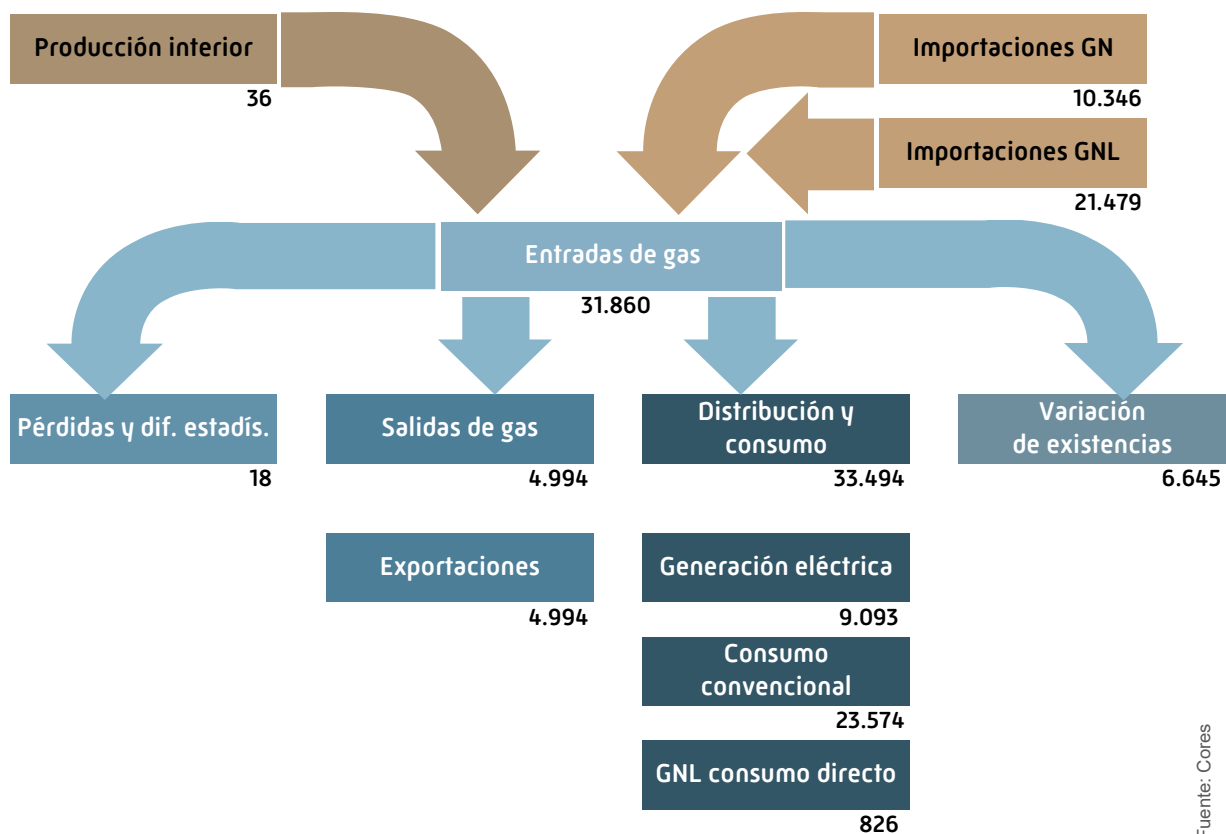 Producción interior
36
Importaciones GN
10.346
Importaciones GNL
21.479
Entradas de gas
31.860
Pérdidas y dif. estadís.
18
Salidas de gas
4.994
Distribución y
consumo
33.494
Variación
de existencias
6.645
Exportaciones
4.994
Generación eléctrica
9.093
Consumo
convencional
23.574
GNL consumo directo
826
Fuente: Cores